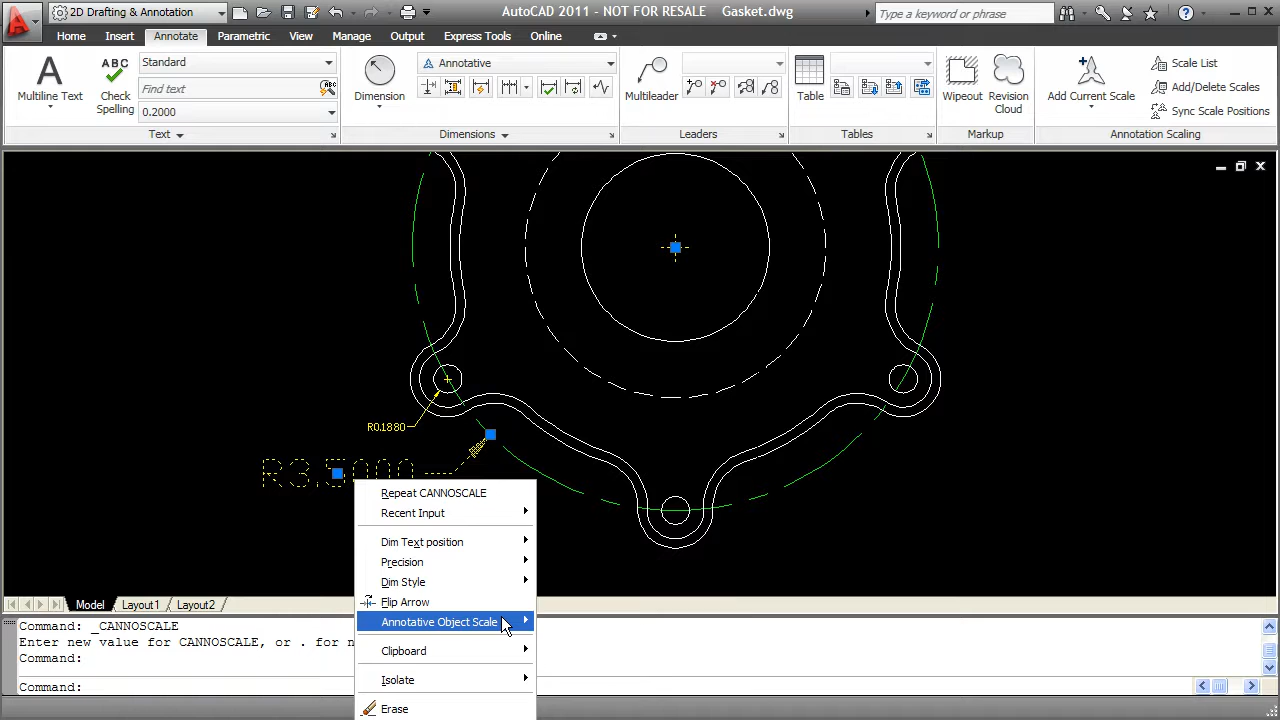 2D Drafting & Annotation
AutoCAD 2011 - NOT FOR RESALE Gasket.dwg
Type a keyword or phrase
Home Insert Annotate Parametric View Manage Output Express Tools Online
Multiline Text
ABC
Check Spelling
Standard
Find text
0.2000
Text
Dimension
Annotative
Dimensions
Multileader
Leaders
Table
Tables
Wipeout
Revision Cloud
Markup
Add Current Scale
Scale List
Add/Delete Scales
Sync Scale Positions
Annotation Scaling
R0.1880
Repeat CANNOSCALE
Recent Input
Dim Text position
Precision
Dim Style
Flip Arrow
Annotative Object Scale
Clipboard
Isolate
Erase
Model Layout1 Layout2
Command: _CANNOSCALE
Enter new value for CANNOSCALE, or . for n
Command:
Command: